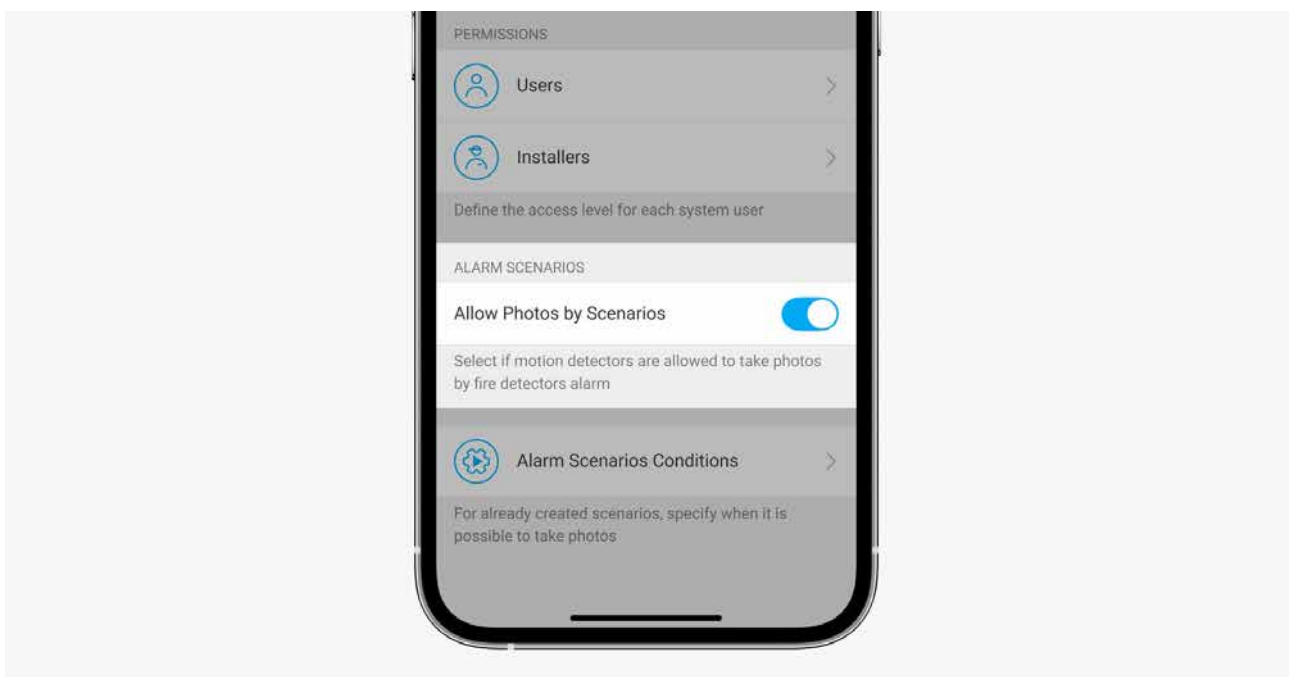 PERMISSIONS
Users
Installers
Define the access level for each system user
ALARM SCENARIOS
Allow Photos by Scenarios
Select if motion detectors are allowed to take photos
by fire detectors alarm
Alarm Scenarios Conditions
For already created scenarios, specify when it is
possible to take photos